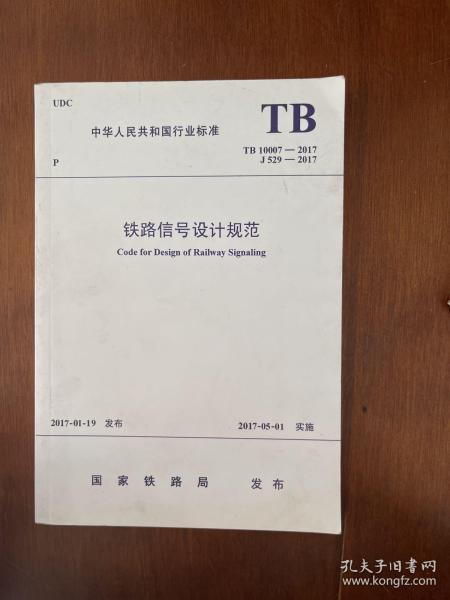 UDC
中华人民共和国行业标准
TB
P
TB 10007 — 2017
J 529 — 2017
铁路信号设计规范
Code for Design of Railway Signaling
2017-01-19 发布
2017-05-01 实施
国家铁路局 发布
孔夫子旧书网
www.kongfz.com